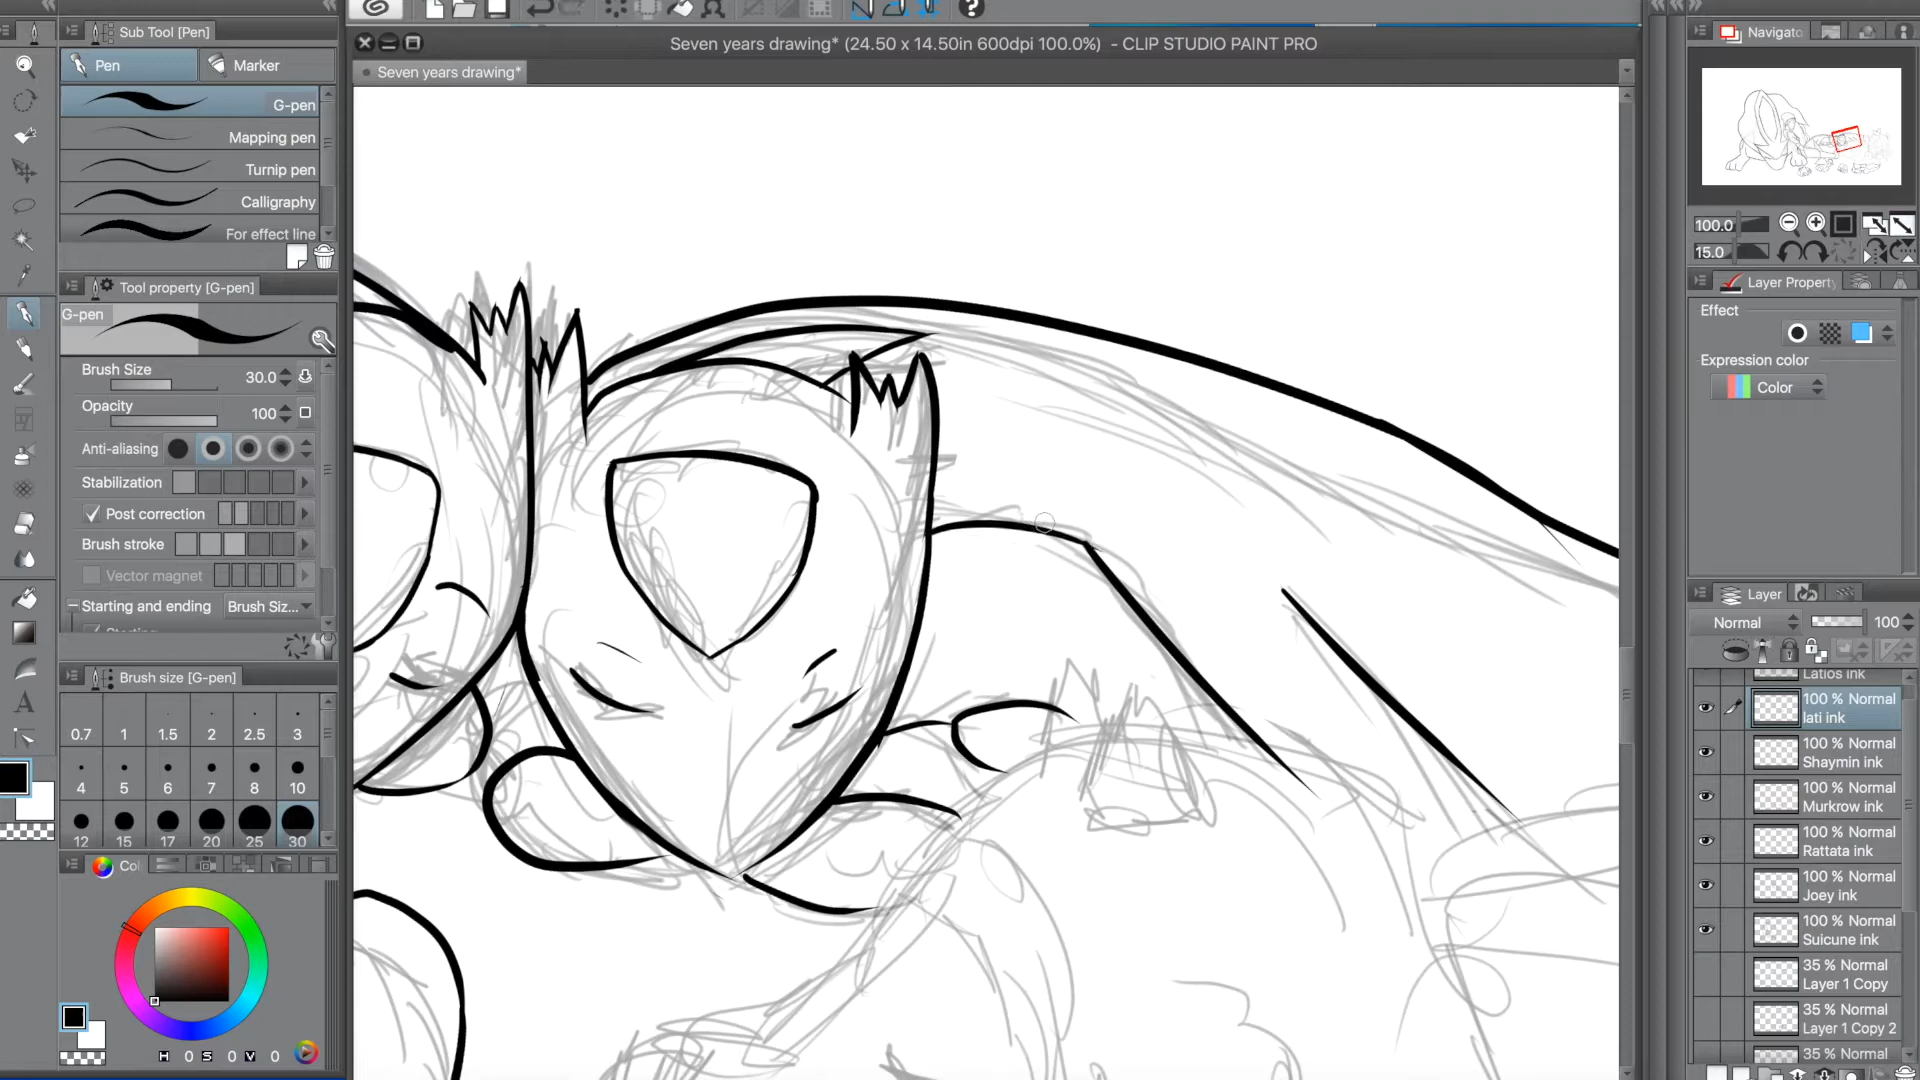 Sub Tool [Pen]
Pen
Marker
G-pen
Mapping pen
Turnip pen
Calligraphy
For effect line
Tool property [G-pen]
G-pen
Brush Size 30.0
Opacity 100
Anti-aliasing
Stabilization
Post correction
Brush stroke
Vector magnet
Starting and ending Brush Siz...
Brush size [G-pen]
0.7 1 1.5 2 2.5 3
4 5 6 7 8 10
12 15 17 20 25 30
Co
H 0 S 0 V 0
Seven years drawing* (24.50 x 14.50in 600dpi 100.0%) - CLIP STUDIO PAINT PRO
Seven years drawing*
Navigato
100.0
15.0
Layer Property
Effect
Expression color
Color
Layer
Normal 100
Latios ink
100 % Normal
lati ink
100 % Normal
Shaymin ink
100 % Normal
Murkrow ink
100 % Normal
Rattata ink
100 % Normal
Joey ink
100 % Normal
Suicune ink
35 % Normal
Layer 1 Copy
35 % Normal
Layer 1 Copy 2
35 % Normal